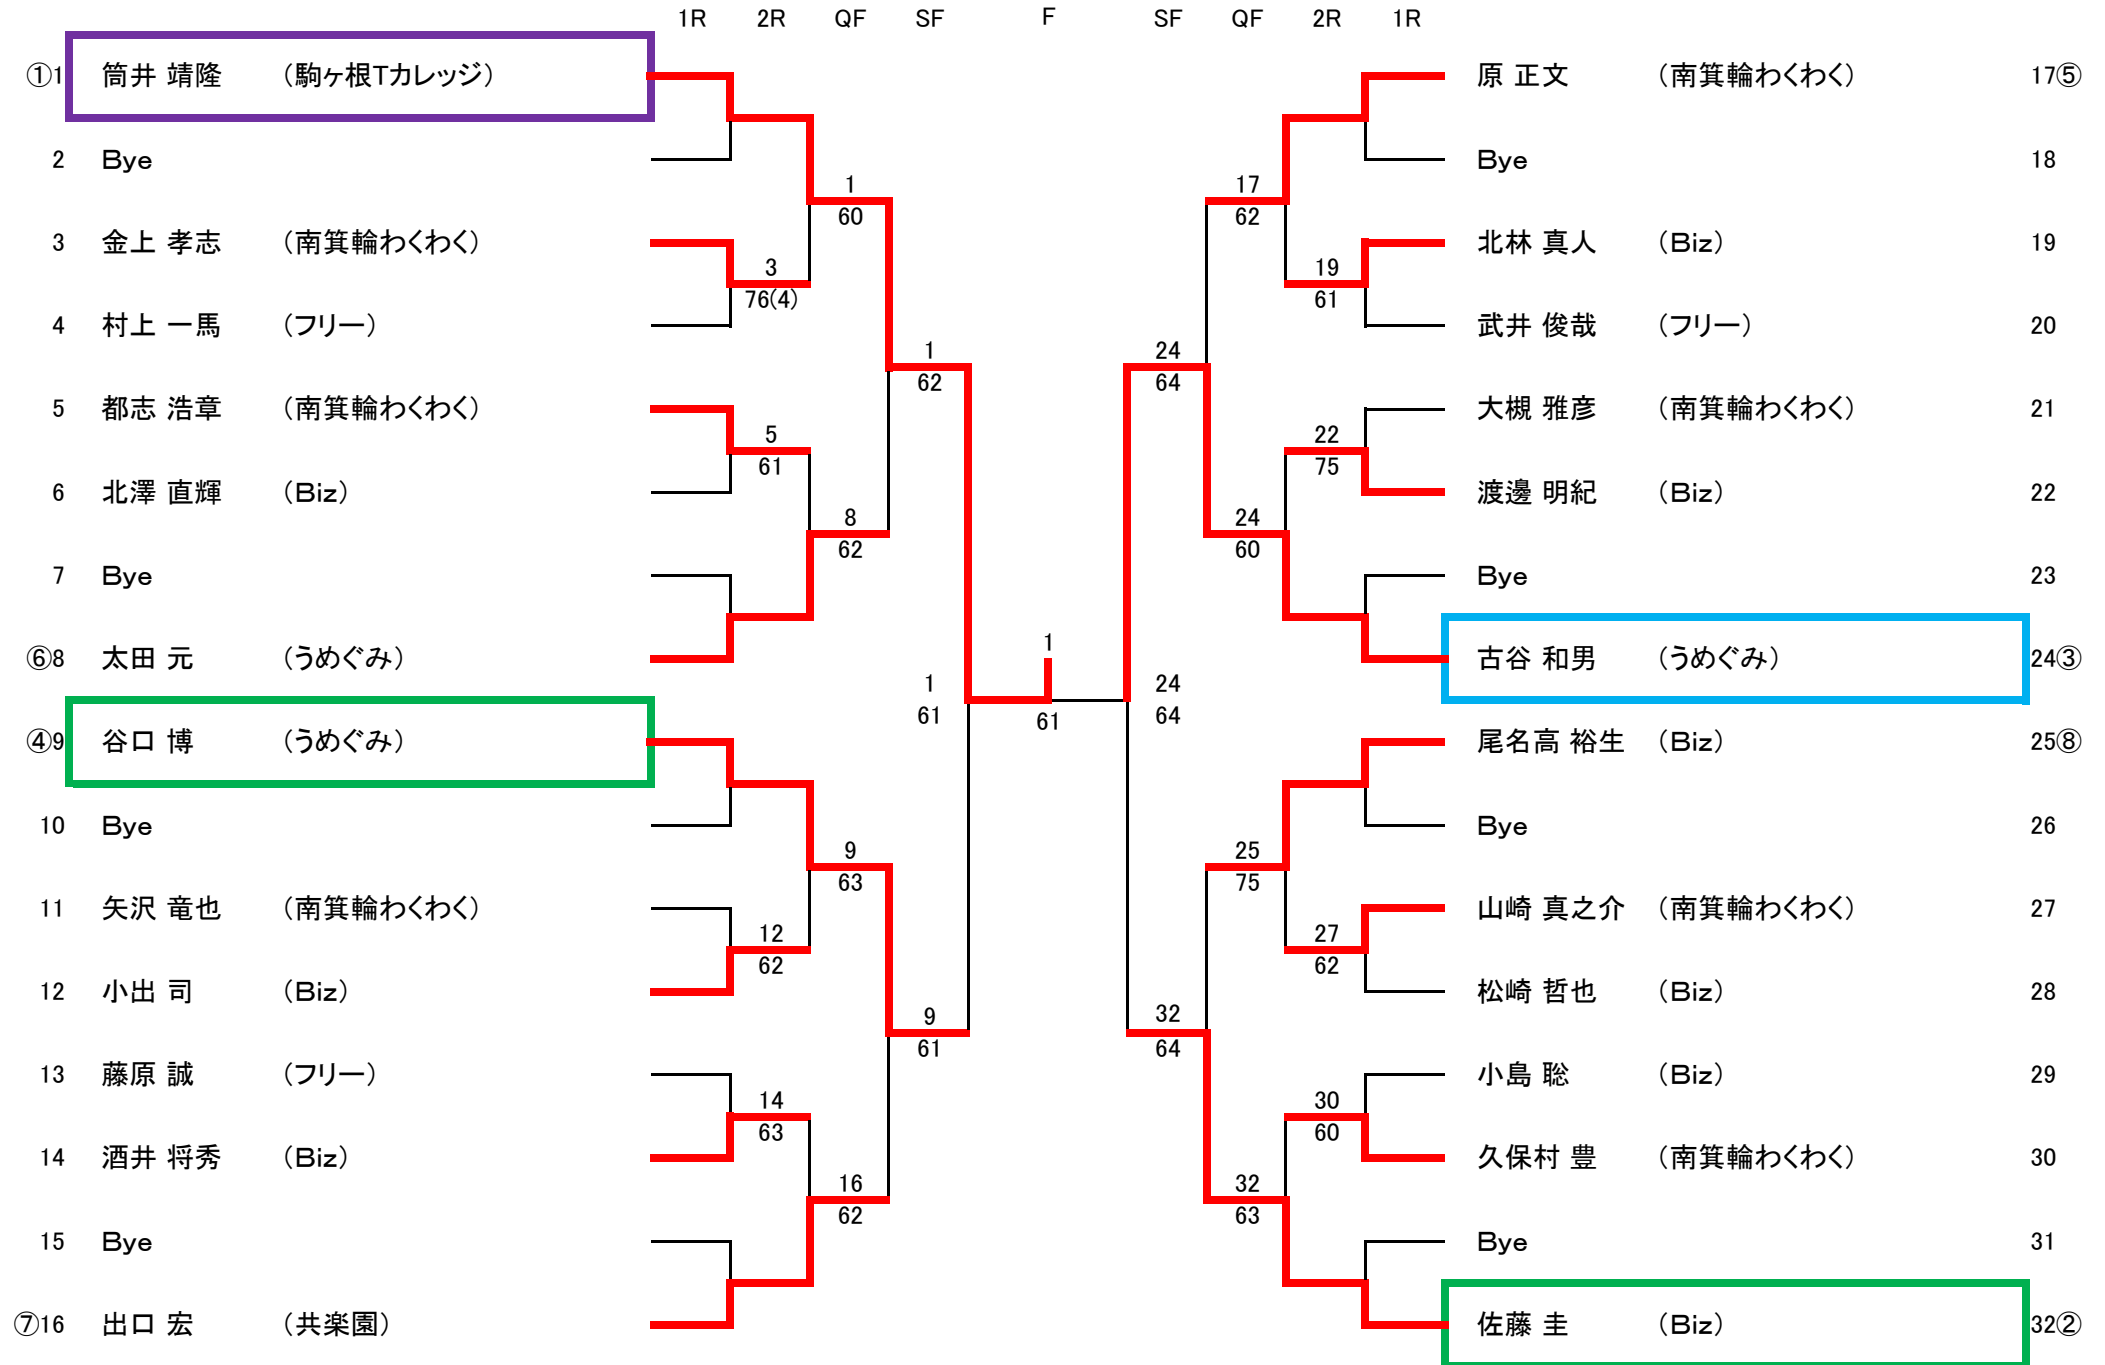 1R 2R QF SF F SF QF 2R 1R
①1 筒井 靖隆 （駒ヶ根Tカレッジ） 原 正文 （南箕輪わくわく） 17⑤
2 Bye Bye 18
1 17
60 62
3 金上 孝志 （南箕輪わくわく） 北林 真人 （Biz） 19
3 19
76(4) 61
4 村上 一馬 （フリー） 武井 俊哉 （フリー） 20
1 24
62 64
5 都志 浩章 （南箕輪わくわく） 大槻 雅彦 （南箕輪わくわく） 21
5 22
61 75
6 北澤 直輝 （Biz） 渡邊 明紀 （Biz） 22
8 24
62 60
7 Bye Bye 23
1
⑥8 太田 元 （うめぐみ） 古谷 和男 （うめぐみ） 24③
1 24
61 61 64
④9 谷口 博 （うめぐみ） 尾名高 裕生 （Biz） 25⑧
10 Bye Bye 26
9 25
63 75
11 矢沢 竜也 （南箕輪わくわく） 山崎 真之介 （南箕輪わくわく） 27
12 27
62 62
12 小出 司 （Biz） 松崎 哲也 （Biz） 28
9 32
61 64
13 藤原 誠 （フリー） 小島 聡 （Biz） 29
14 30
63 60
14 酒井 将秀 （Biz） 久保村 豊 （南箕輪わくわく） 30
16 32
62 63
15 Bye Bye 31
⑦16 出口 宏 （共楽園） 佐藤 圭 （Biz） 32②